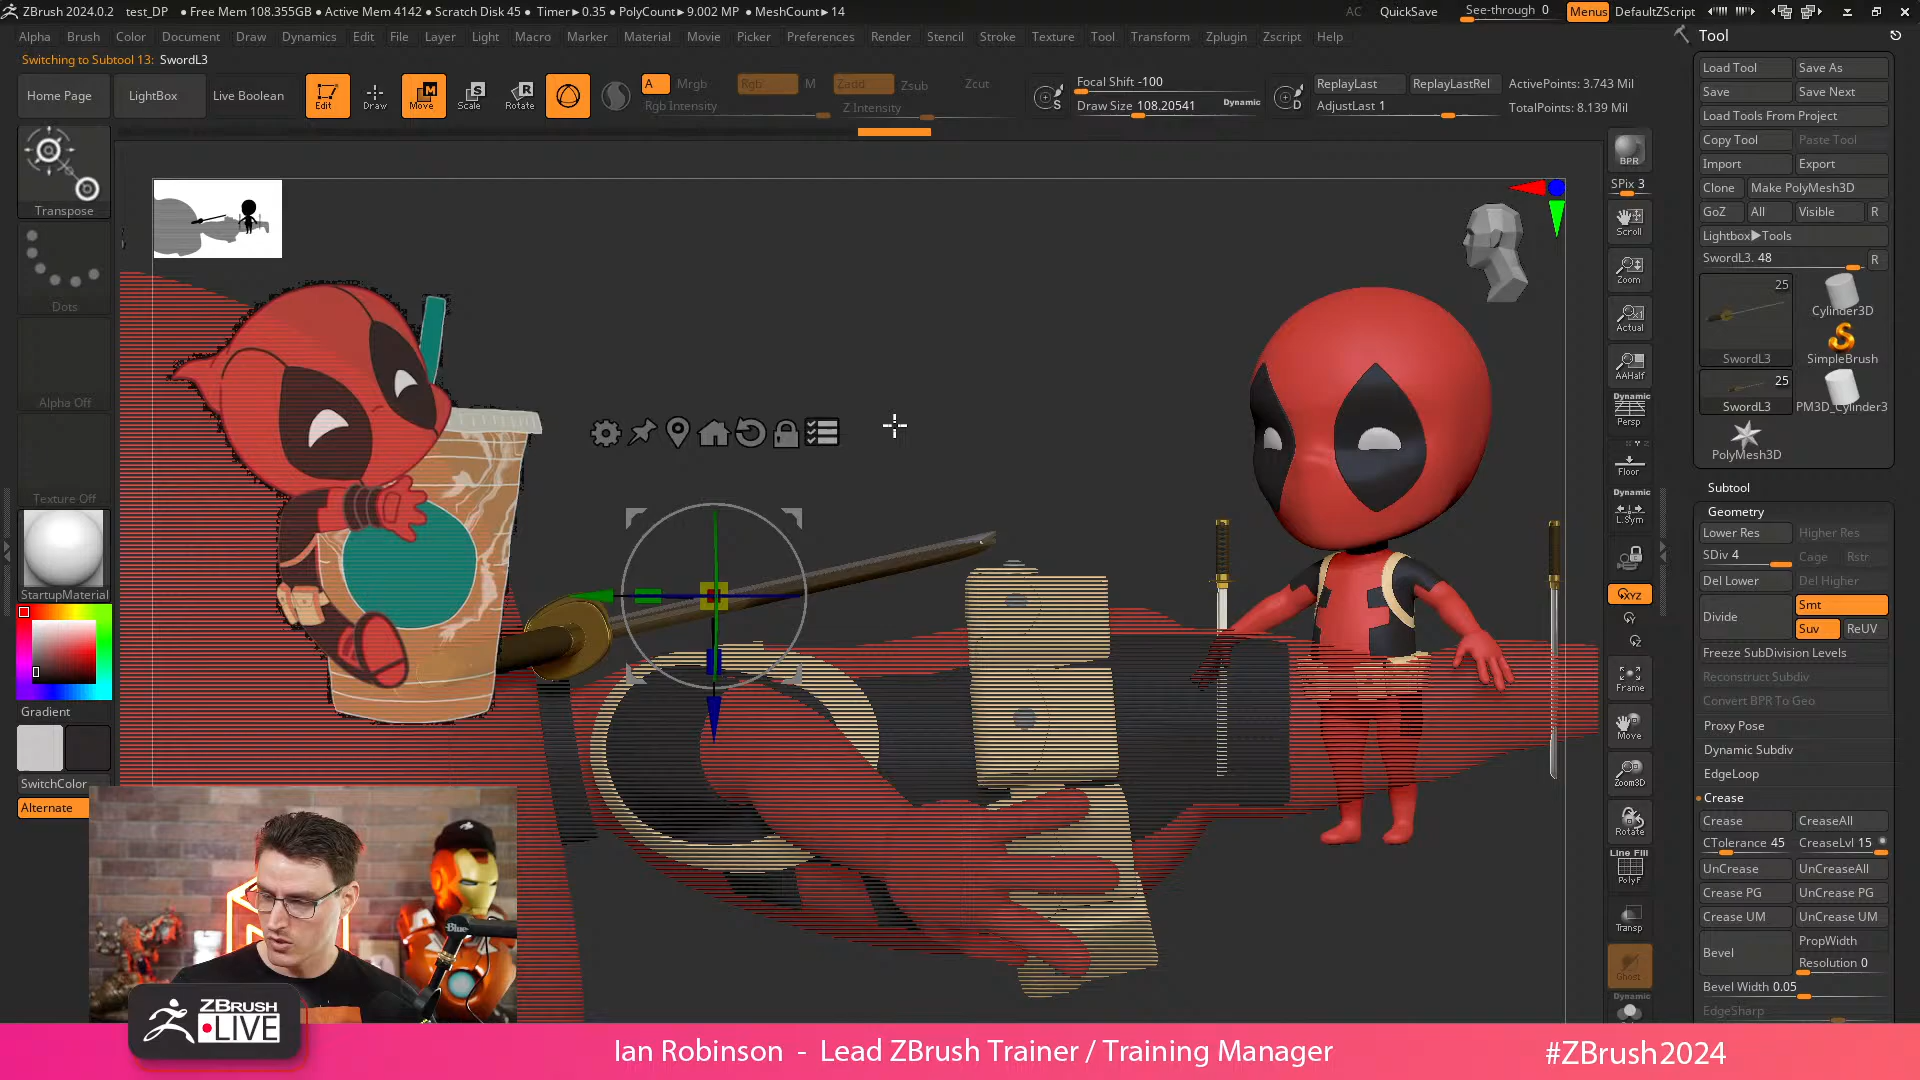 ZBrush 2024.0.2 test_DP ● Free Mem 108.355GB ● Active Mem 4142 ● Scratch Disk 45 ● Timer▶0.35 ● PolyCount▶9.002 MP ● MeshCount▶14
AC QuickSave See-through 0 Menus DefaultZScript
Alpha Brush Color Document Draw Dynamics Edit File Layer Light Macro Marker Material Movie Picker Preferences Render Stencil Stroke Texture Tool Transform Zplugin Zscript Help
Switching to Subtool 13: SwordL3
Home Page LightBox Live Boolean Edit Draw Move Scale Rotate
A Mrgb Rgb M Zadd Zsub Zcut
Rgb Intensity Z Intensity
Focal Shift -100
Draw Size 108.20541 Dynamic
S D
ReplayLast ReplayLastRel ActivePoints: 3.743 Mil
AdjustLast 1 TotalPoints: 8.139 Mil
Transpose
Dots
Alpha Off
Texture Off
StartupMaterial
Gradient
SwitchColor
Alternate
BPR
SPix 3
Scroll
Zoom
Actual
AAHalf
Dynamic
Persp
Floor
Dynamic
L.Sym
XYZ
Frame
Move
Zoom3D
Rotate
Line Fill
PolyF
Transp
Ghost
Dynamic
Tool
Load Tool Save As
Save Save Next
Load Tools From Project
Copy Tool Paste Tool
Import Export
Clone Make PolyMesh3D
GoZ All Visible R
Lightbox▶Tools
SwordL3. 48 R
25
Cylinder3D
SwordL3 SimpleBrush
25
SwordL3 PM3D_Cylinder3
PolyMesh3D
Subtool
Geometry
Lower Res Higher Res
SDiv 4 Cage Rstr
Del Lower Del Higher
Divide Smt
Suv ReUV
Freeze SubDivision Levels
Reconstruct Subdiv
Convert BPR To Geo
Proxy Pose
Dynamic Subdiv
EdgeLoop
Crease
Crease CreaseAll
CTolerance 45 CreaseLvl 15
UnCrease UnCreaseAll
Crease PG UnCrease PG
Crease UM UnCrease UM
Bevel PropWidth
Resolution 0
Bevel Width 0.05
EdgeSharp
Blue
ZBRUSH
LIVE
Ian Robinson - Lead ZBrush Trainer / Training Manager
#ZBrush2024